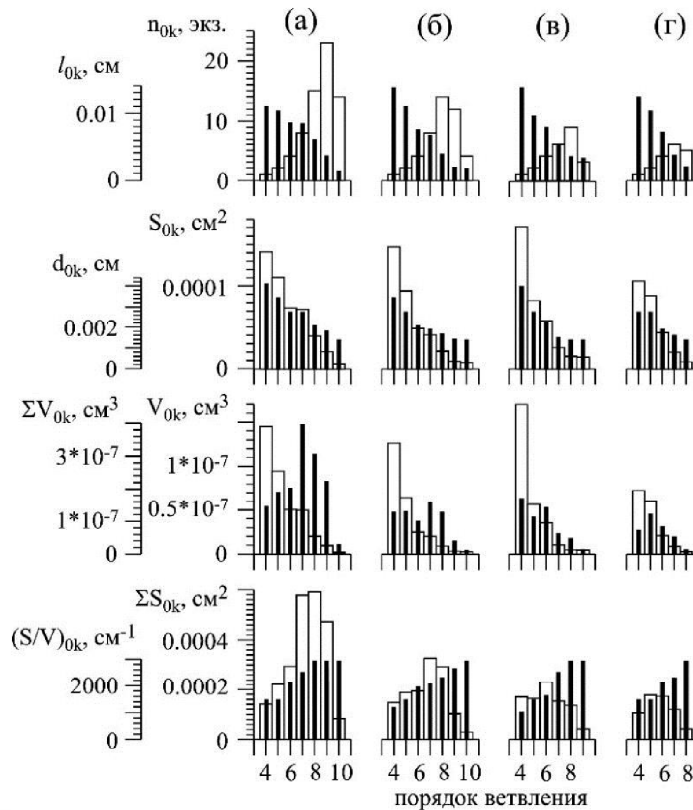 n₀ₖ, экз. (а) (б) (в) (г)
l₀ₖ, см
20
0.01
10
0 0
S₀ₖ, см²
d₀ₖ, см
0.0001
0.002
0 0
ΣV₀ₖ, см³ V₀ₖ, см³
3*10⁻⁷ 1*10⁻⁷
1*10⁻⁷ 0.5*10⁻⁷
0 0
ΣS₀ₖ, см²
(S/V)₀ₖ, см⁻¹ 0.0004
2000 0.0002
0 0
4 6 8 10 4 6 8 10 4 6 8 4 6 8
порядок ветвления